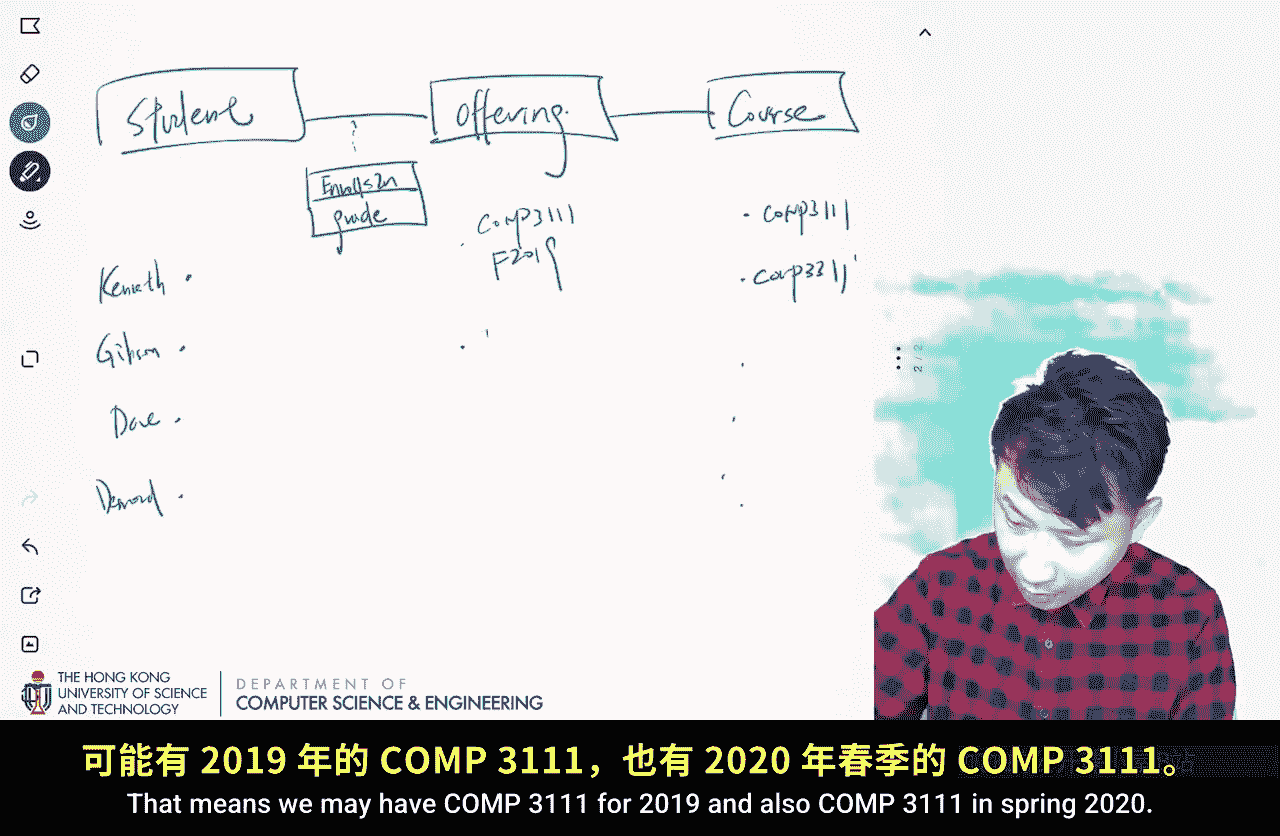 Student
Offering
Course
EnrollsIn
grade
COMP3111
F2019
COMP3111
COMP3311
Kenneth
Gibson
Dave
Desmond
2 / 2
THE HONG KONG
UNIVERSITY OF SCIENCE
AND TECHNOLOGY
DEPARTMENT OF
COMPUTER SCIENCE & ENGINEERING
可能有 2019 年的 COMP 3111，也有 2020 年春季的 COMP 3111。
That means we may have COMP 3111 for 2019 and also COMP 3111 in spring 2020.